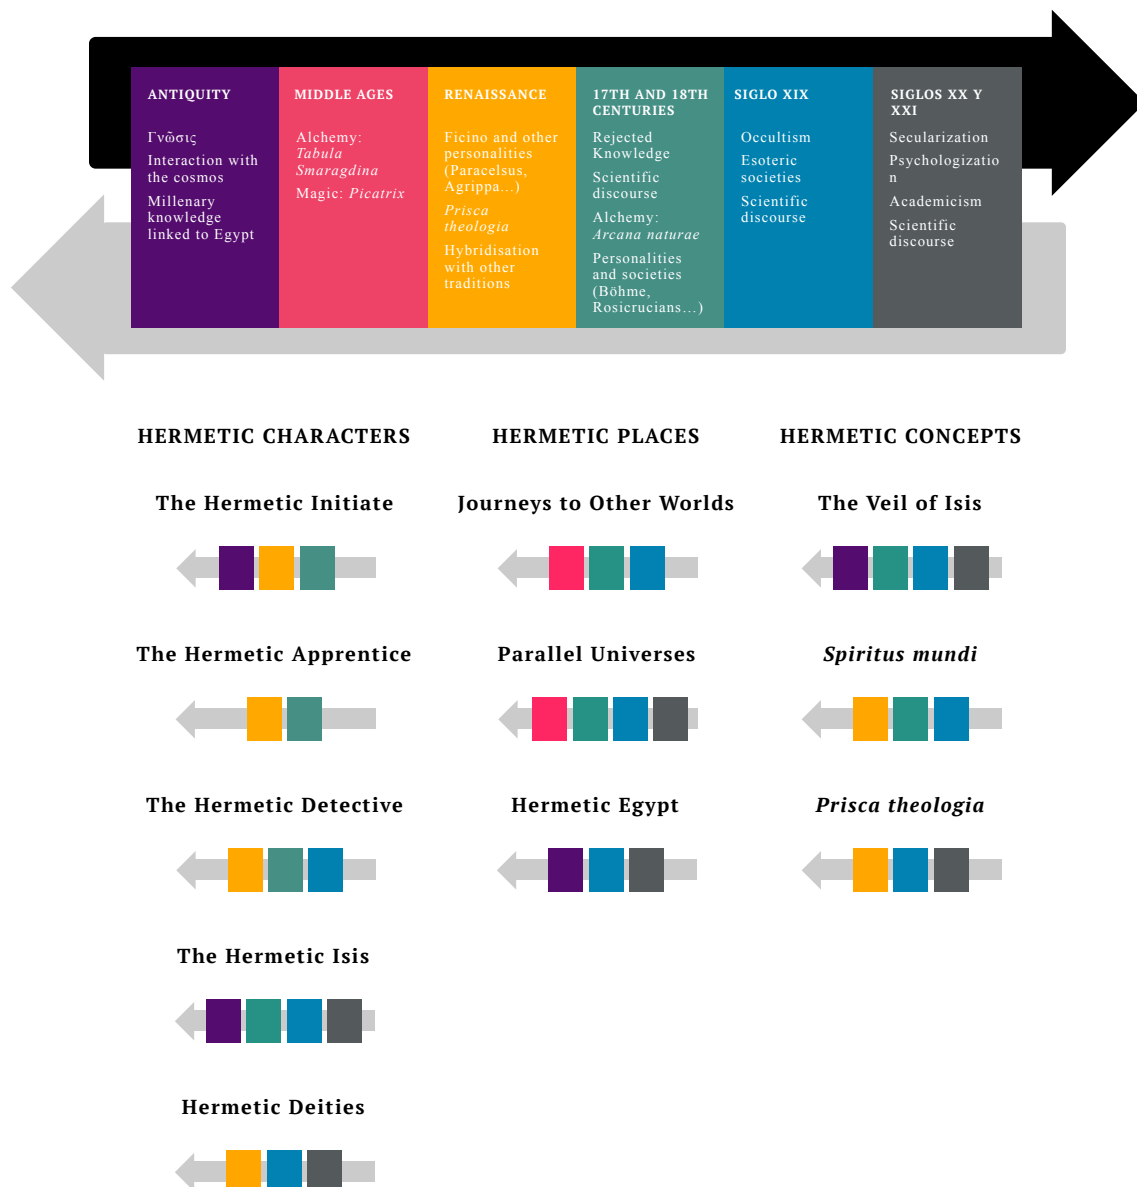 ANTIQUITY
Γνῶσις
Interaction with
the cosmos
Millenary
knowledge
linked to Egypt
MIDDLE AGES
Alchemy:
Tabula
Smaragdina
Magic: Picatrix
RENAISSANCE
Ficino and other
personalities
(Paracelsus,
Agrippa...)
Prisca
theologia
Hybridisation
with other
traditions
17TH AND 18TH
CENTURIES
Rejected
Knowledge
Scientific
discourse
Alchemy:
Arcana naturae
Personalities
and societies
(Böhme,
Rosicrucians...)
SIGLO XIX
Occultism
Esoteric
societies
Scientific
discourse
SIGLOS XX Y
XXI
Secularization
Psychologizatio
n
Academicism
Scientific
discourse
HERMETIC CHARACTERS
The Hermetic Initiate
The Hermetic Apprentice
The Hermetic Detective
The Hermetic Isis
Hermetic Deities
HERMETIC PLACES
Journeys to Other Worlds
Parallel Universes
Hermetic Egypt
HERMETIC CONCEPTS
The Veil of Isis
Spiritus mundi
Prisca theologia